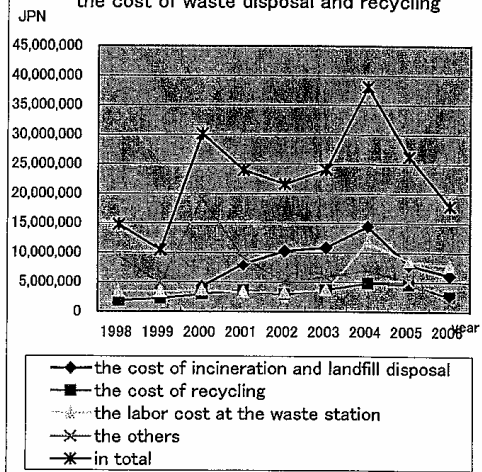 the cost of waste disposal and recycling
JPN
45,000,000
40,000,000
35,000,000
30,000,000
25,000,000
20,000,000
15,000,000
10,000,000
5,000,000
0
1998 1999 2000 2001 2002 2003 2004 2005 2006 year
the cost of incineration and landfill disposal
the cost of recycling
the labor cost at the waste station
the others
in total